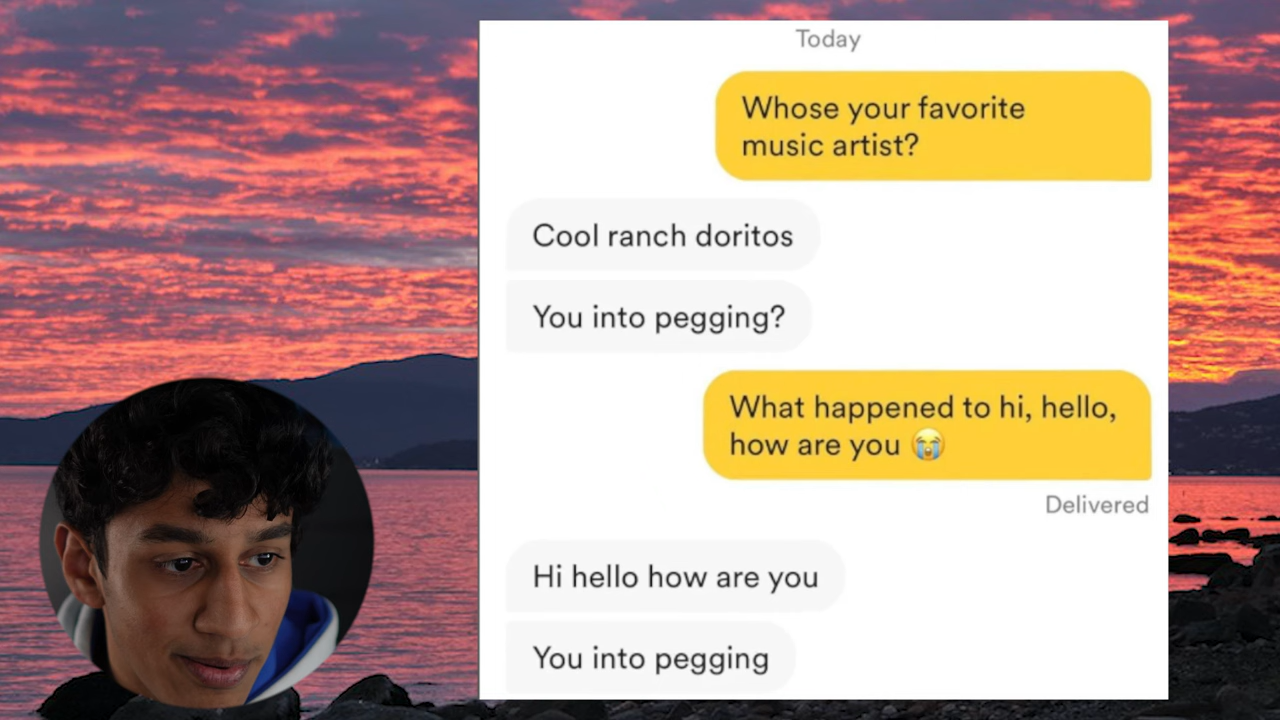 Today
Whose your favorite
music artist?
Cool ranch doritos
You into pegging?
What happened to hi, hello,
how are you 😭
Delivered
Hi hello how are you
You into pegging